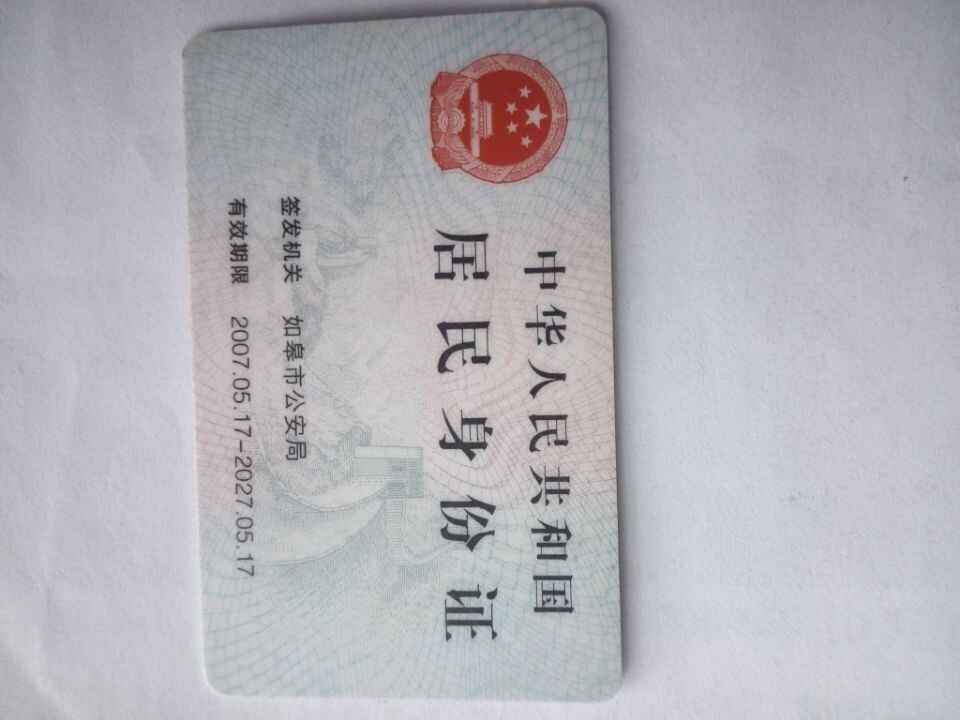 中华人民共和国
居民身份证
签发机关 如皋市公安局
有效期限 2007.05.17-2027.05.17